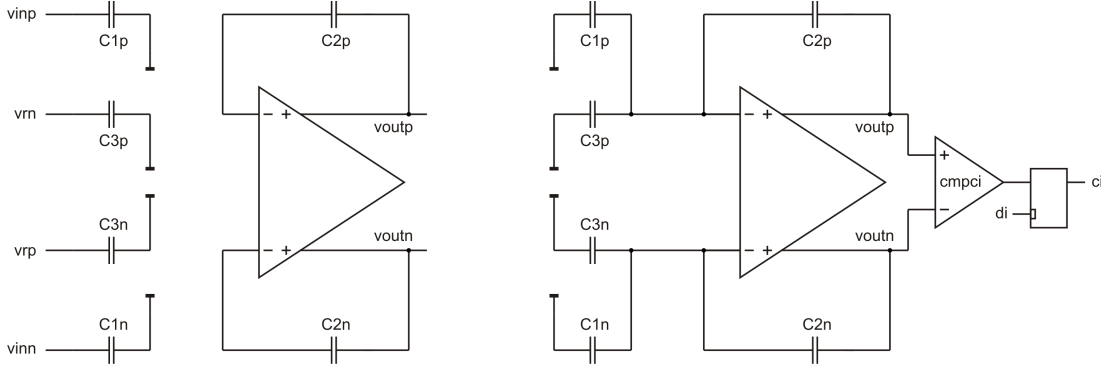 vinp C1p C2p C1p C2p
vrn C3p − + voutp C3p − + voutp
+ cmpci − ci di
vrp C3n − + voutn C3n − + voutn
vinn C1n C2n C1n C2n